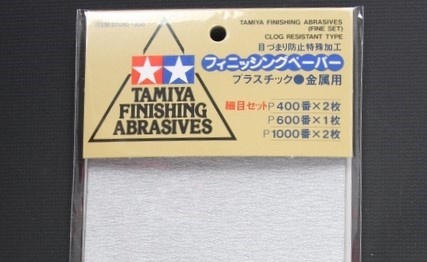 TAMIYA FINISHING ABRASIVES
(FINE SET)
CLOG RESISTANT TYPE
目づまり防止特殊加工
フィニッシングペーパー
プラスチック●金属用
細目セットP400番×2枚
P600番×1枚
P1000番×2枚
TAMIYA
FINISHING
ABRASIVES